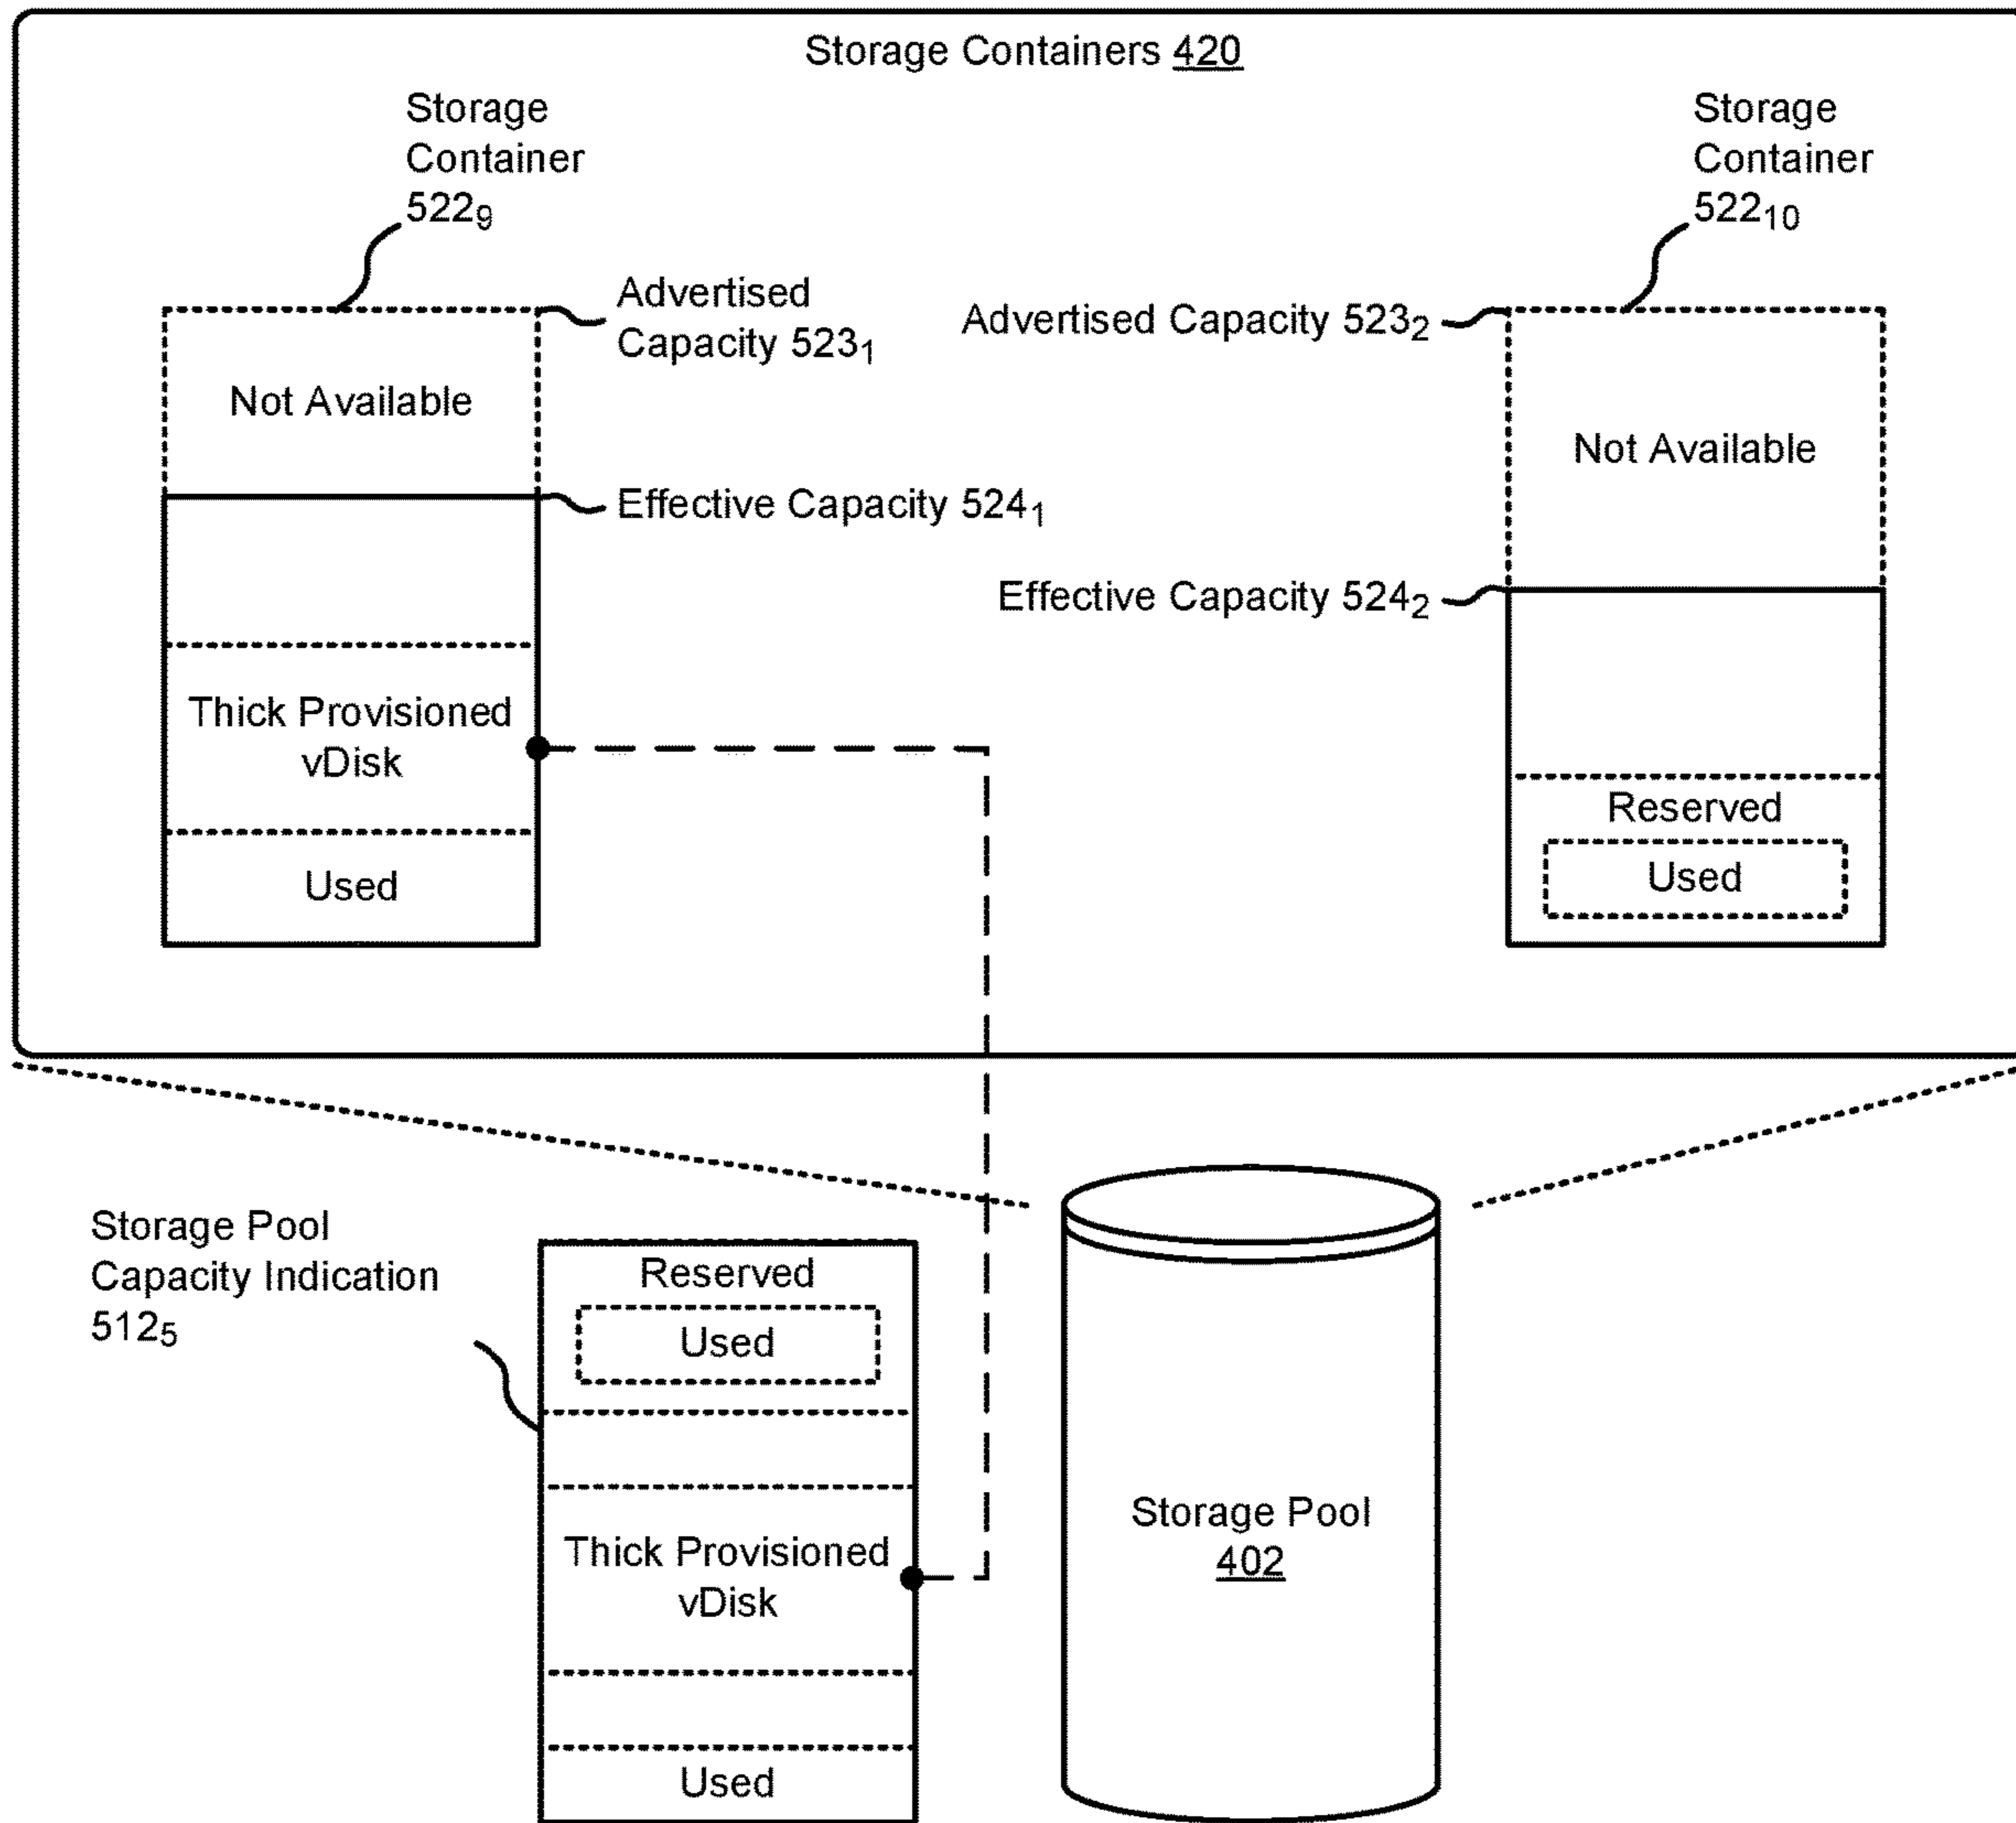 Storage Containers 420
Storage
Container
522₉
Storage
Container
522₁₀
Advertised
Capacity 523₁
Advertised Capacity 523₂
Not Available
Not Available
Effective Capacity 524₁
Effective Capacity 524₂
Thick Provisioned
vDisk
Reserved
Used
Used
Storage Pool
Capacity Indication
512₅
Reserved
Used
Thick Provisioned
vDisk
Used
Storage Pool
402